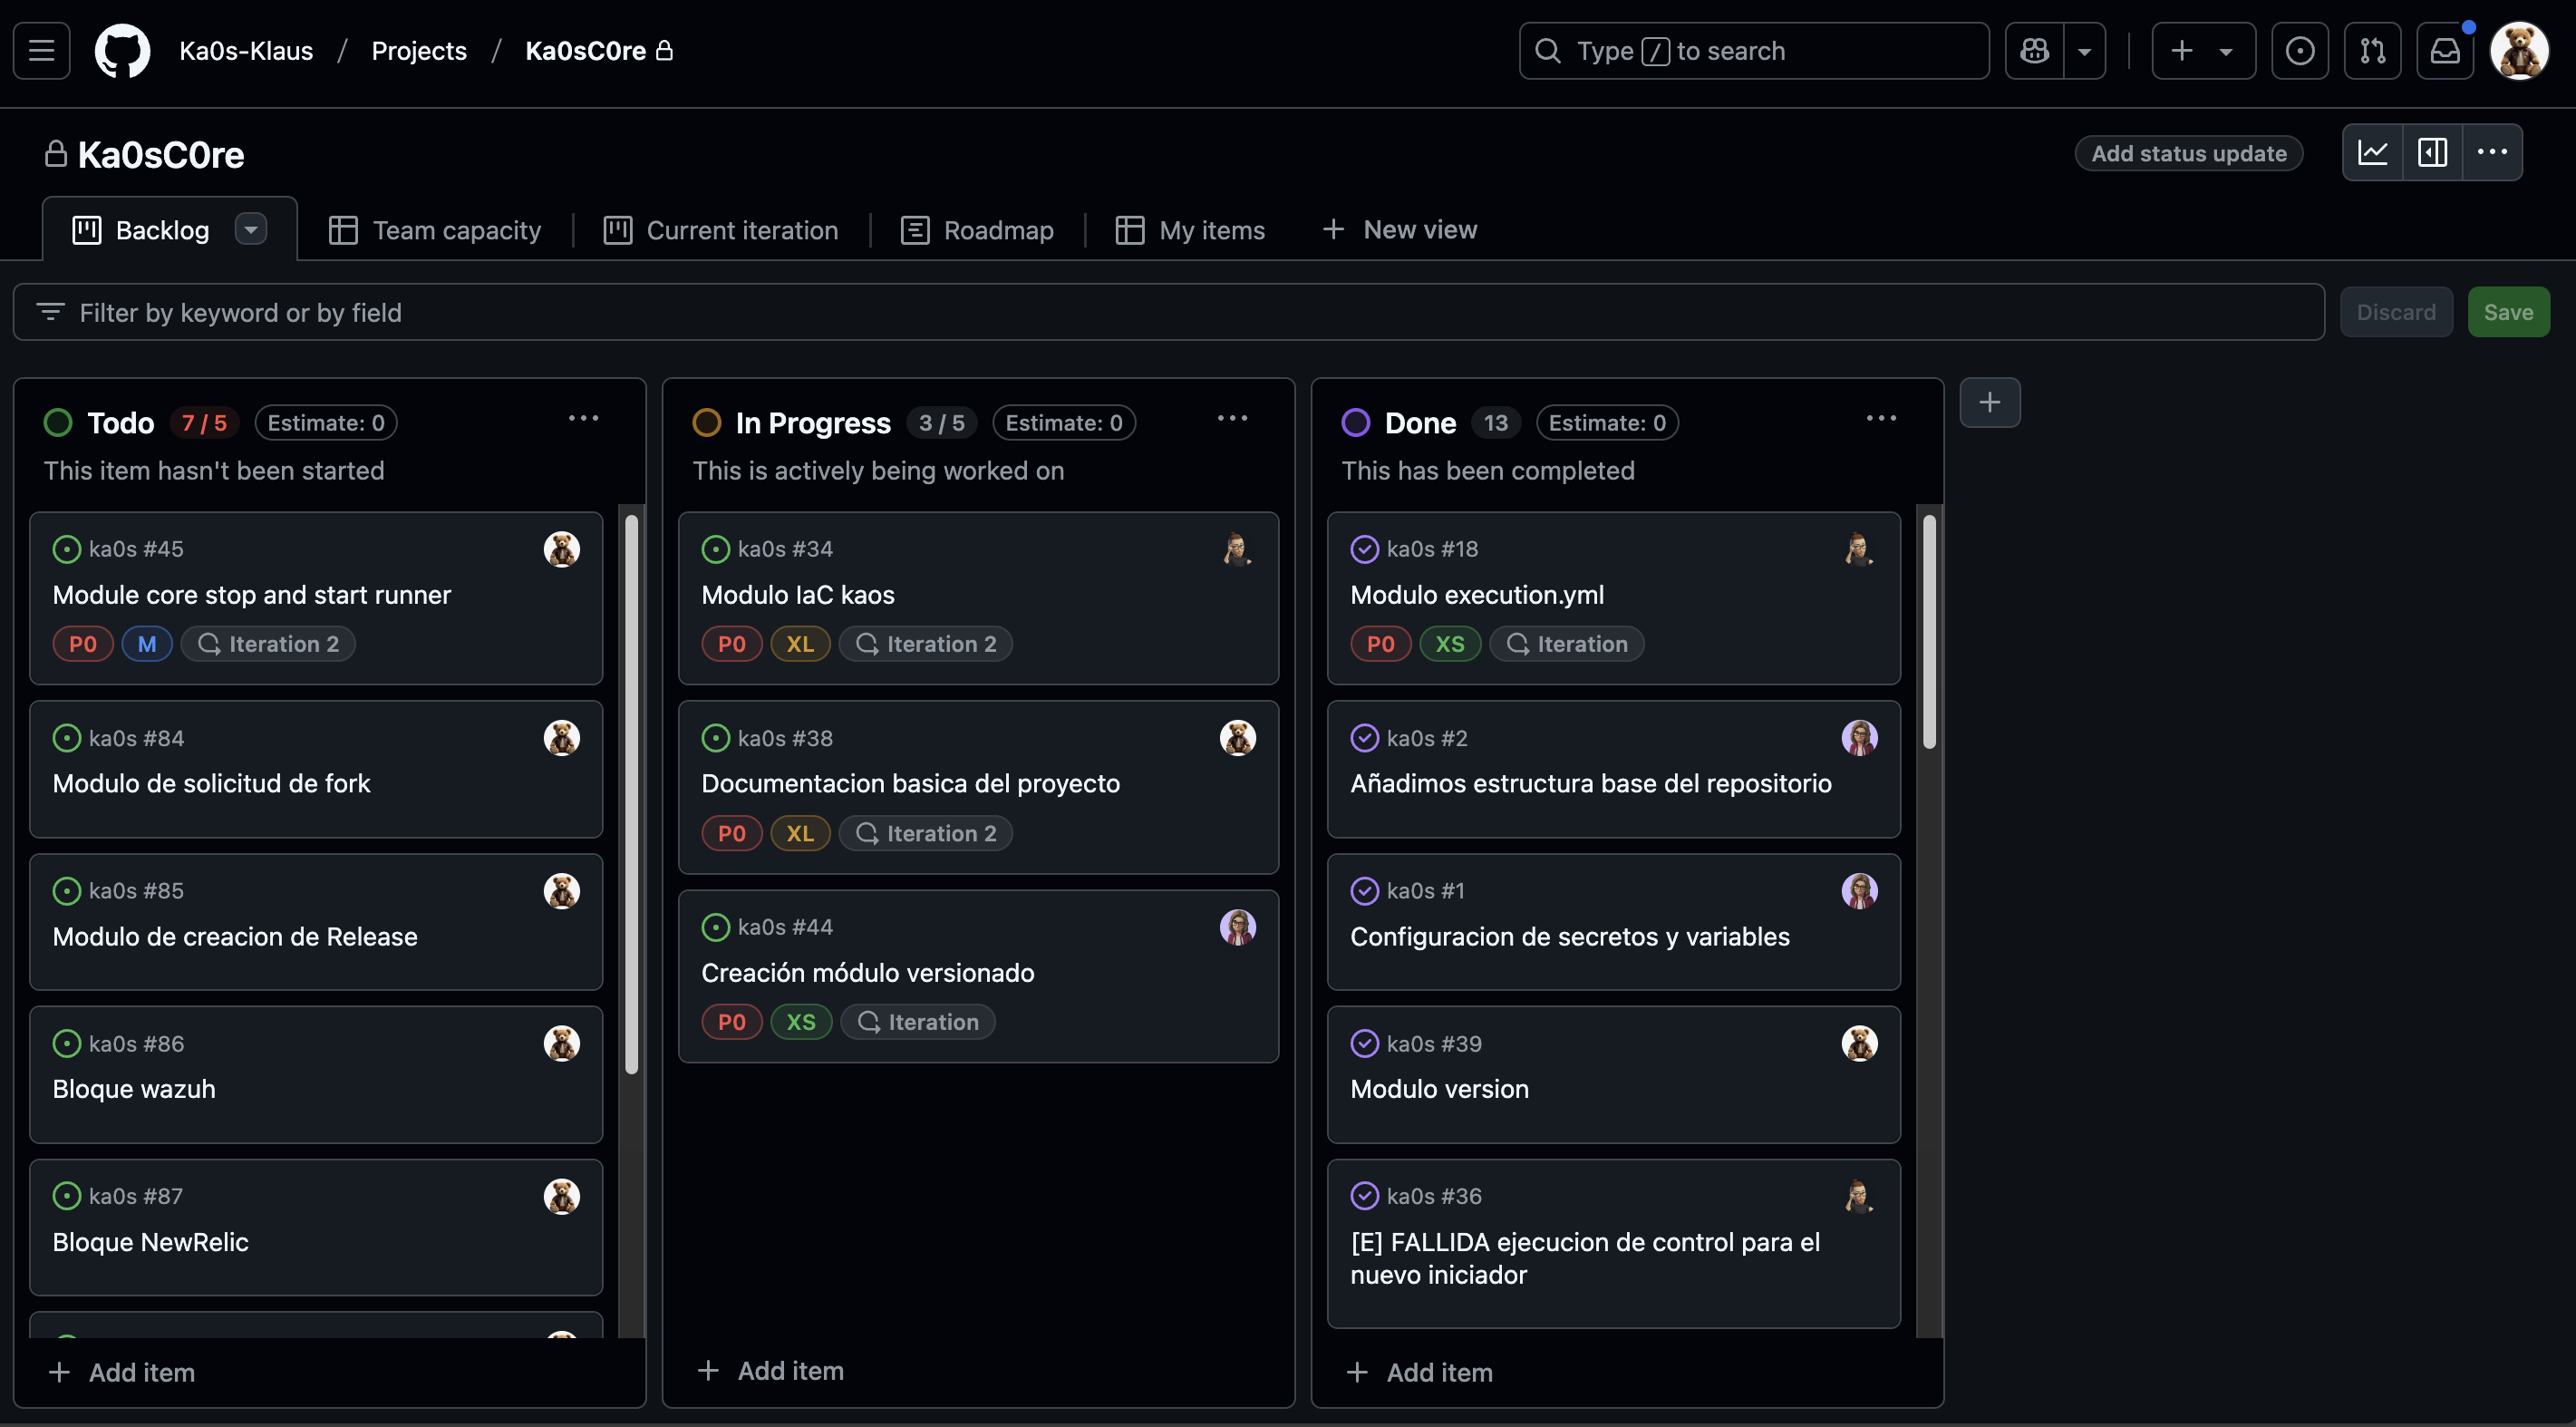 Ka0s-Klaus / Projects / Ka0sC0re
Type / to search
Ka0sC0re
Add status update
Backlog
Team capacity
Current iteration
Roadmap
My items
New view
Filter by keyword or by field
Discard
Save
Todo 7 / 5 Estimate: 0
This item hasn't been started
ka0s #45
Module core stop and start runner
P0 M Iteration 2
ka0s #84
Modulo de solicitud de fork
ka0s #85
Modulo de creacion de Release
ka0s #86
Bloque wazuh
ka0s #87
Bloque NewRelic
Add item
In Progress 3 / 5 Estimate: 0
This is actively being worked on
ka0s #34
Modulo IaC kaos
P0 XL Iteration 2
ka0s #38
Documentacion basica del proyecto
P0 XL Iteration 2
ka0s #44
Creación módulo versionado
P0 XS Iteration
Add item
Done 13 Estimate: 0
This has been completed
ka0s #18
Modulo execution.yml
P0 XS Iteration
ka0s #2
Añadimos estructura base del repositorio
ka0s #1
Configuracion de secretos y variables
ka0s #39
Modulo version
ka0s #36
[E] FALLIDA ejecucion de control para el
nuevo iniciador
Add item